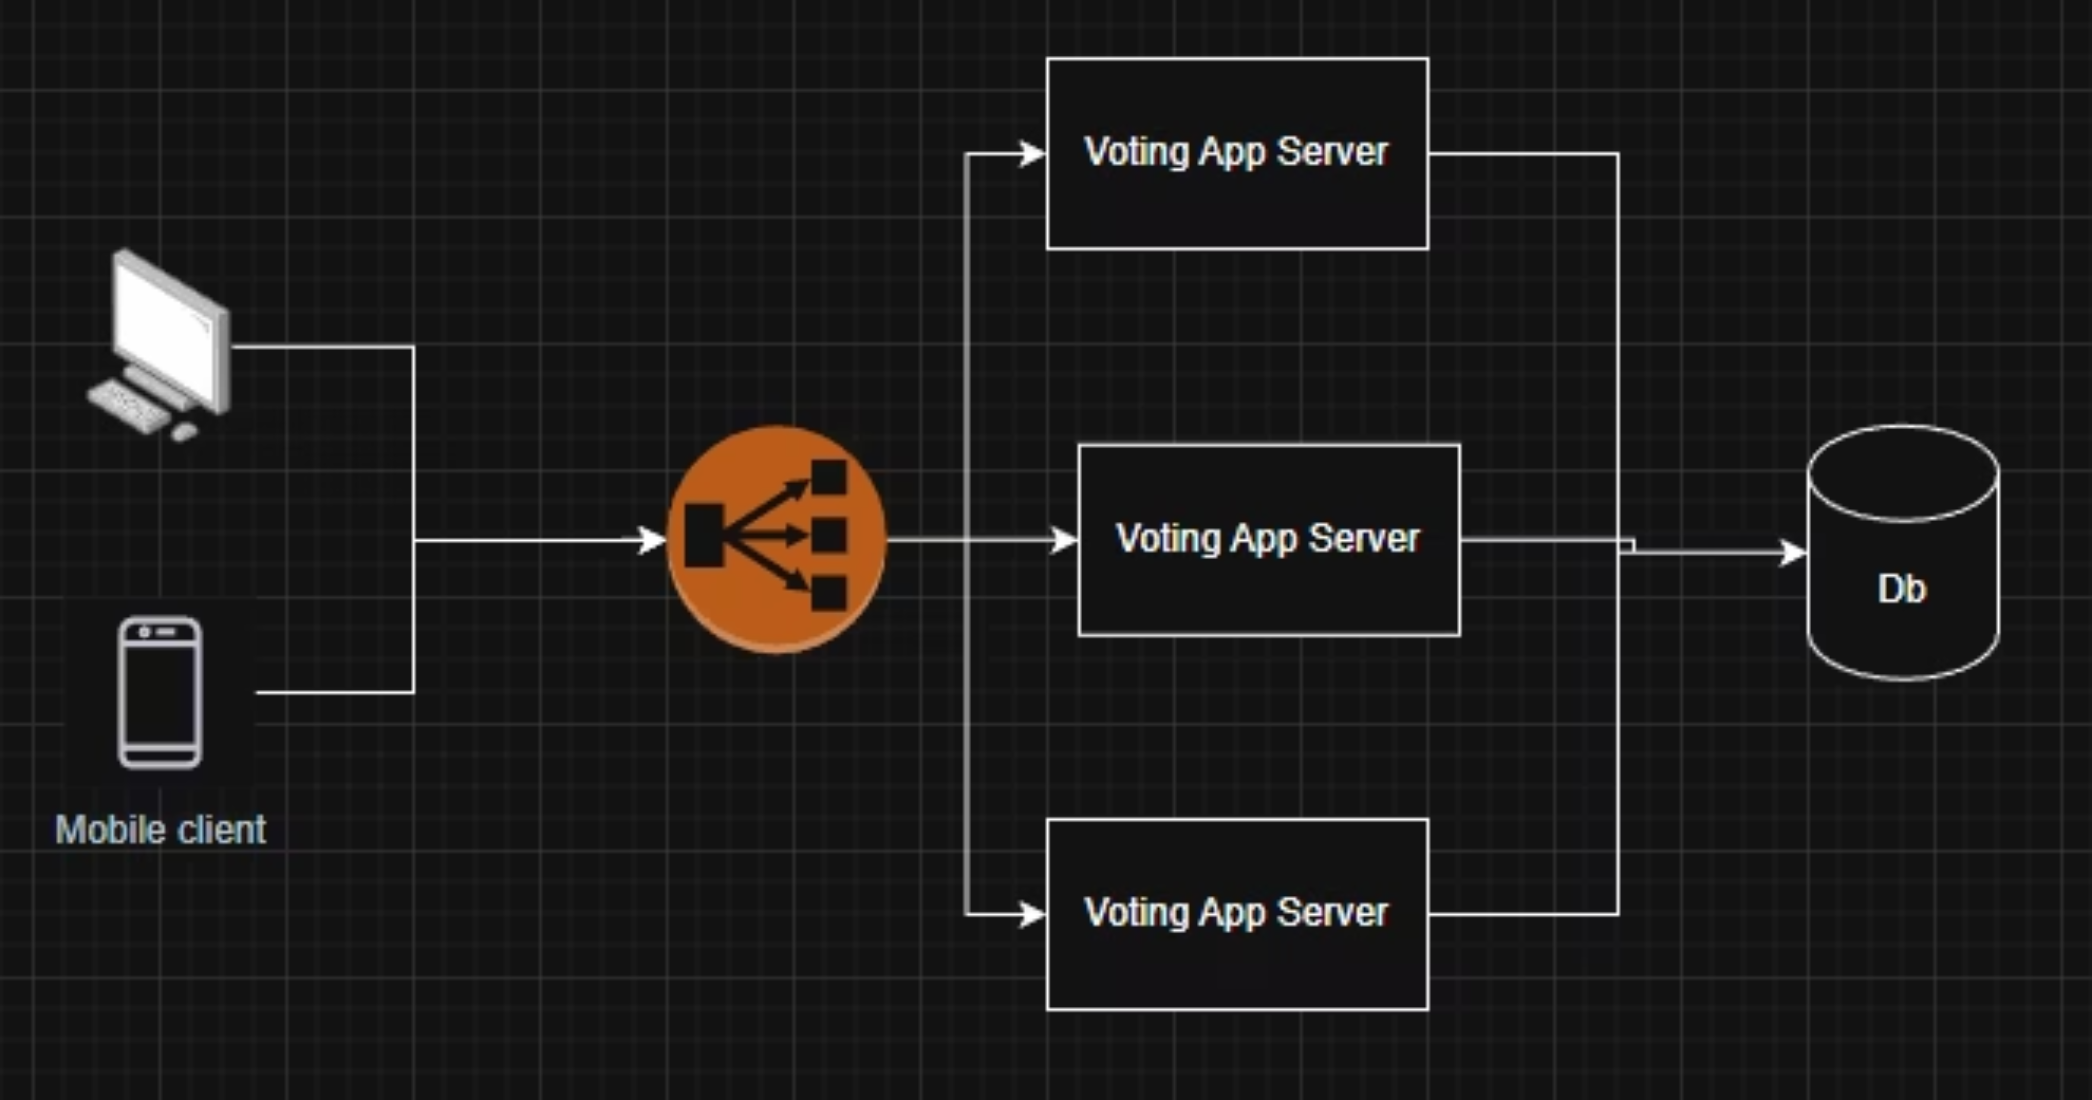 Voting App Server
Voting App Server
Db
Mobile client
Voting App Server